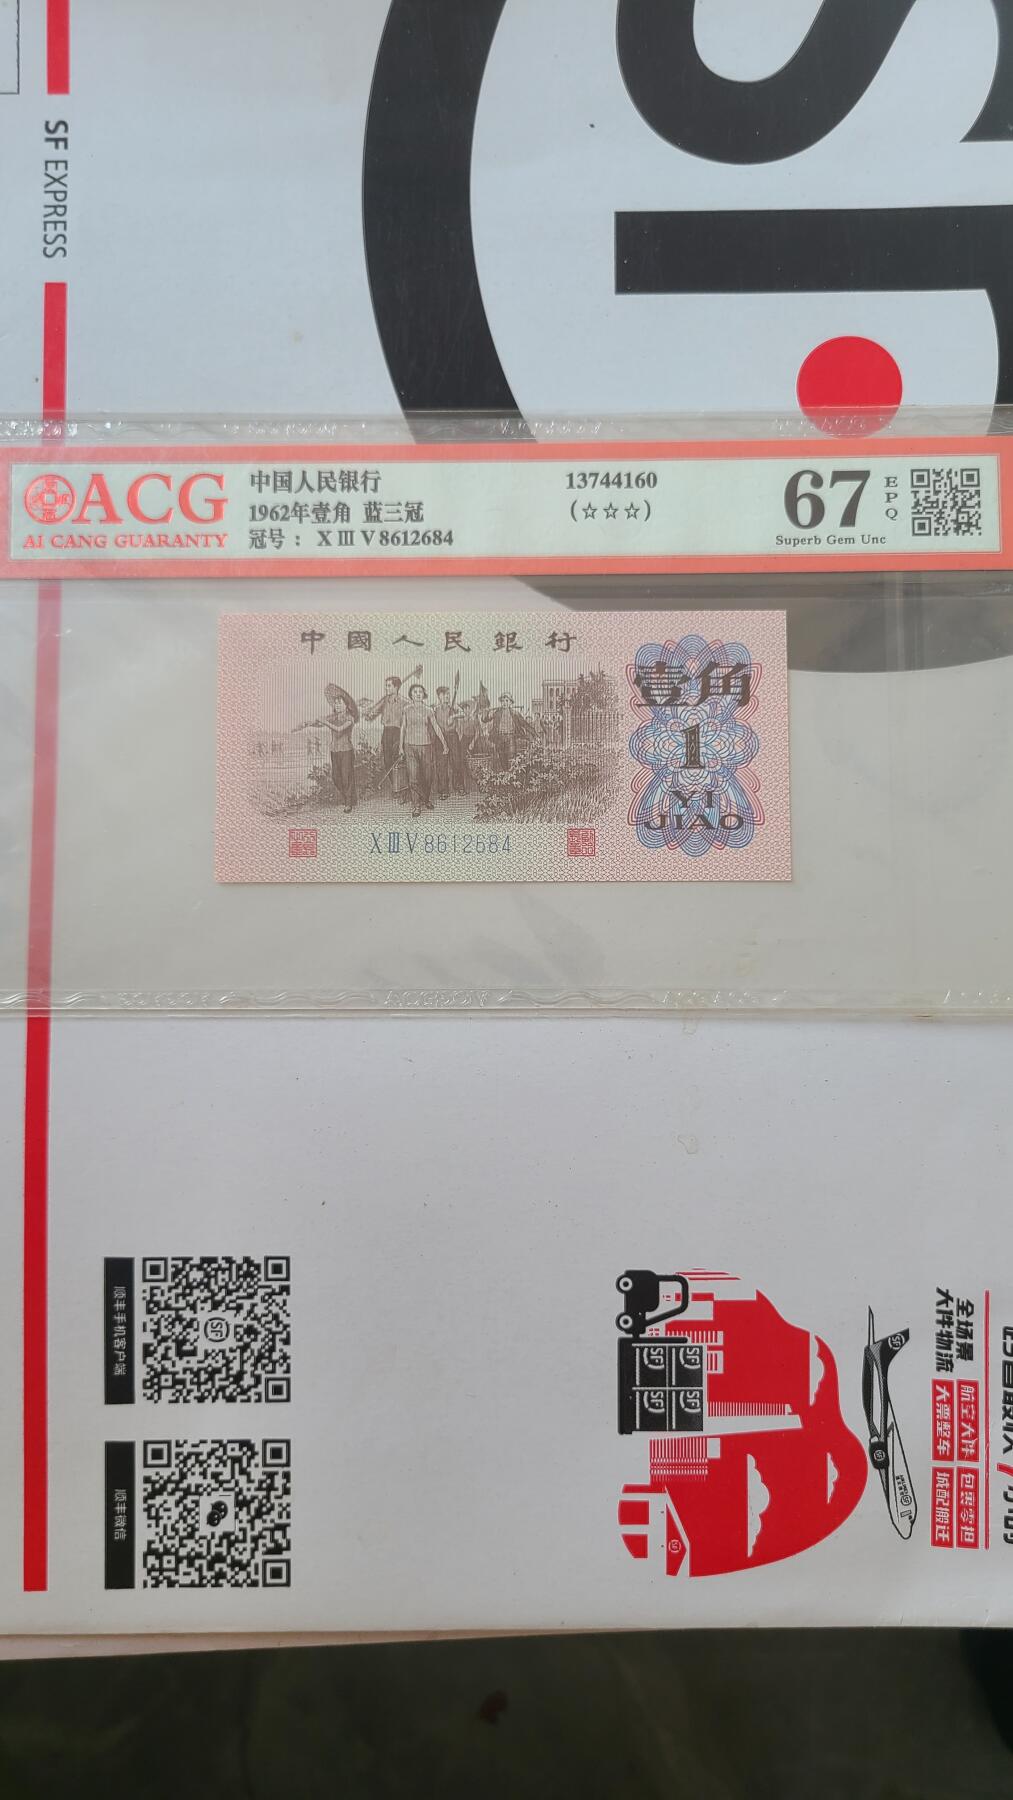 SF EXPRESS
ACG
AI CANG GUARANTY
中国人民银行
1962年壹角 蓝三冠
冠号： XⅢV8612684
13744160
(☆☆☆)
67
EPQ
Superb Gem Unc
中國人民銀行
壹角
1
YI
JIAO
XⅢV8612684
顺丰手机客户端
顺丰微信
全场景
大件物流
航空大件 包裹零担
大票整车 城配搬迁
SF
SF
SF
SF